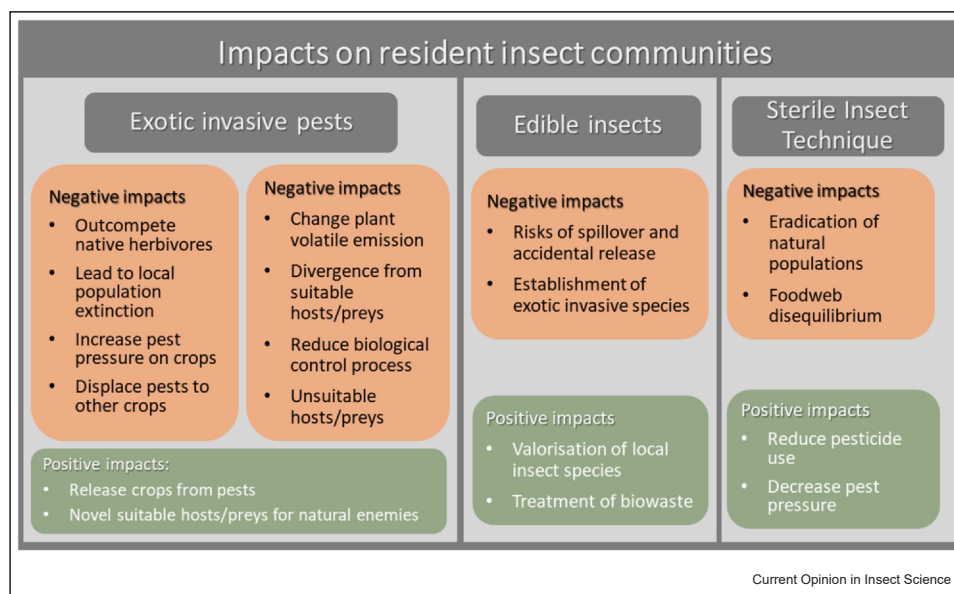 Impacts on resident insect communities
Exotic invasive pests
Negative impacts
• Outcompete
native herbivores
• Lead to local
population
extinction
• Increase pest
pressure on crops
• Displace pests to
other crops
Negative impacts
• Change plant
volatile emission
• Divergence from
suitable
hosts/preys
• Reduce biological
control process
• Unsuitable
hosts/preys
Positive impacts:
• Release crops from pests
• Novel suitable hosts/preys for natural enemies
Edible insects
Negative impacts
• Risks of spillover and
accidental release
• Establishment of
exotic invasive species
Positive impacts
• Valorisation of local
insect species
• Treatment of biowaste
Sterile Insect
Technique
Negative impacts
• Eradication of
natural
populations
• Foodweb
disequilibrium
Positive impacts
• Reduce pesticide
use
• Decrease pest
pressure
Current Opinion in Insect Science